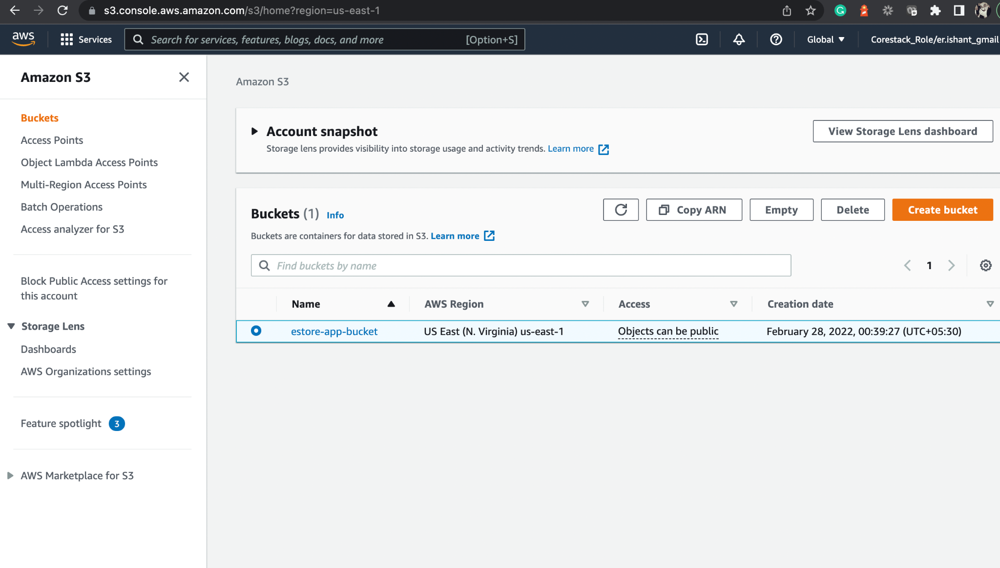 s3.console.aws.amazon.com/s3/home?region=us-east-1
aws
Services
Search for services, features, blogs, docs, and more
[Option+S]
Global
Corestack_Role/er.ishant_gmail
Amazon S3
Buckets
Access Points
Object Lambda Access Points
Multi-Region Access Points
Batch Operations
Access analyzer for S3
Block Public Access settings for
this account
Storage Lens
Dashboards
AWS Organizations settings
Feature spotlight 3
AWS Marketplace for S3
Amazon S3
Account snapshot
Storage lens provides visibility into storage usage and activity trends. Learn more
View Storage Lens dashboard
Buckets (1) Info
Copy ARN
Empty
Delete
Create bucket
Buckets are containers for data stored in S3. Learn more
Find buckets by name
1
Name
AWS Region
Access
Creation date
estore-app-bucket
US East (N. Virginia) us-east-1
Objects can be public
February 28, 2022, 00:39:27 (UTC+05:30)